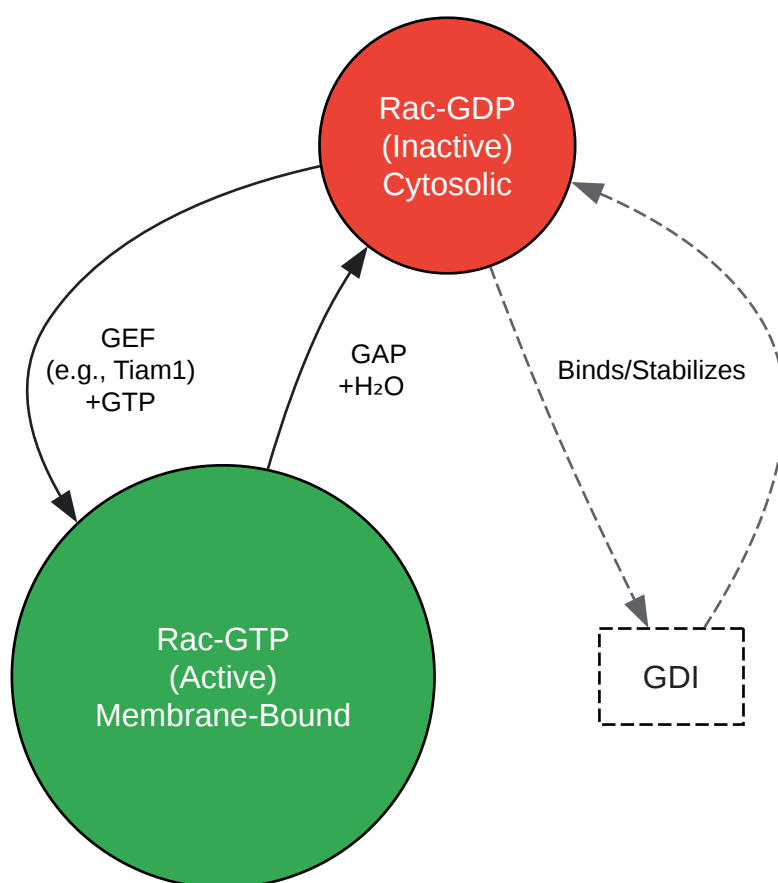 Rac-GDP
(Inactive)
Cytosolic
GEF
(e.g., Tiam1)
+GTP
GAP
+H₂O
Binds/Stabilizes
Rac-GTP
(Active)
Membrane-Bound
GDI